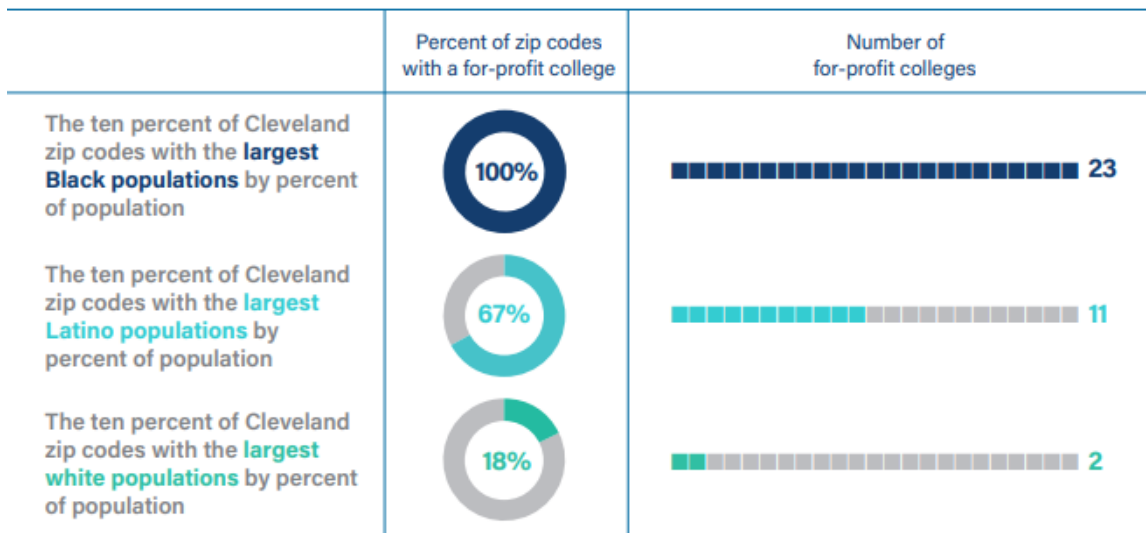 Percent of zip codes
with a for-profit college
Number of
for-profit colleges
The ten percent of Cleveland
zip codes with the largest
Black populations by percent
of population
100%
23
The ten percent of Cleveland
zip codes with the largest
Latino populations by
percent of population
67%
11
The ten percent of Cleveland
zip codes with the largest
white populations by percent
of population
18%
2